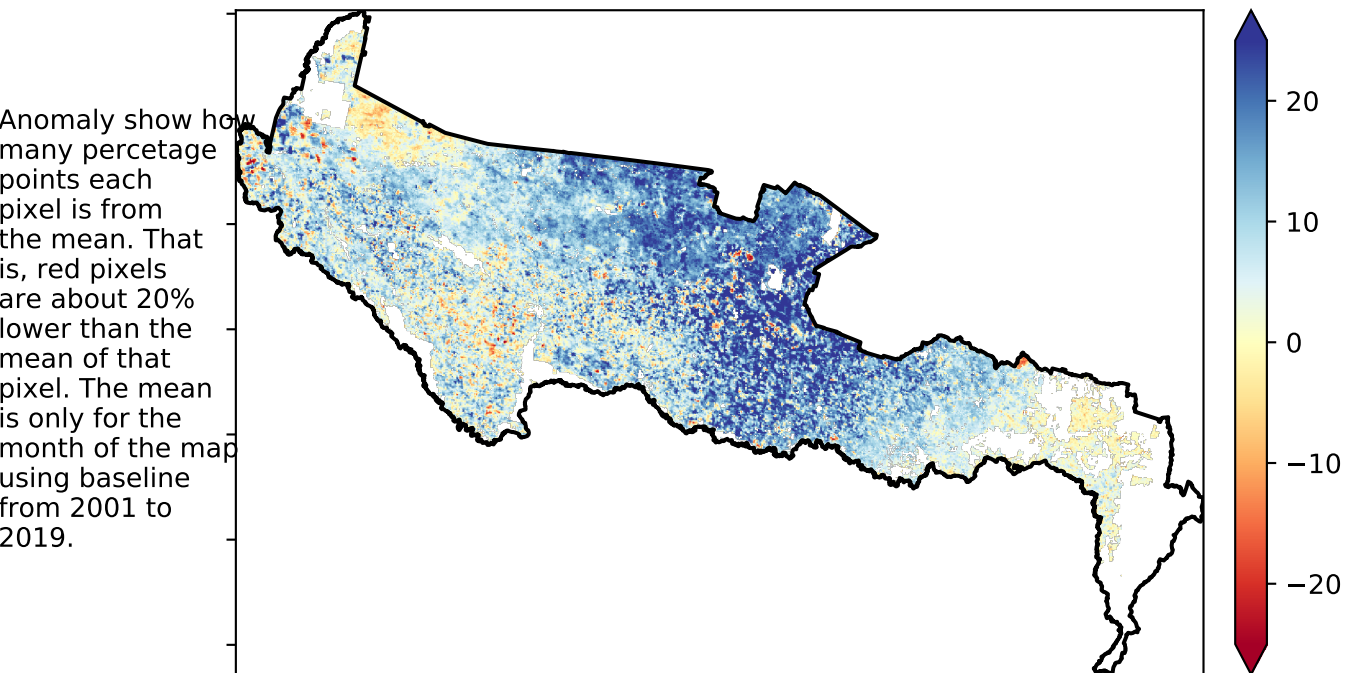 Anomaly show how
many percetage
points each
pixel is from
the mean. That
is, red pixels
are about 20%
lower than the
mean of that
pixel. The mean
is only for the
month of the map
using baseline
from 2001 to
2019.
20
10
0
−10
−20